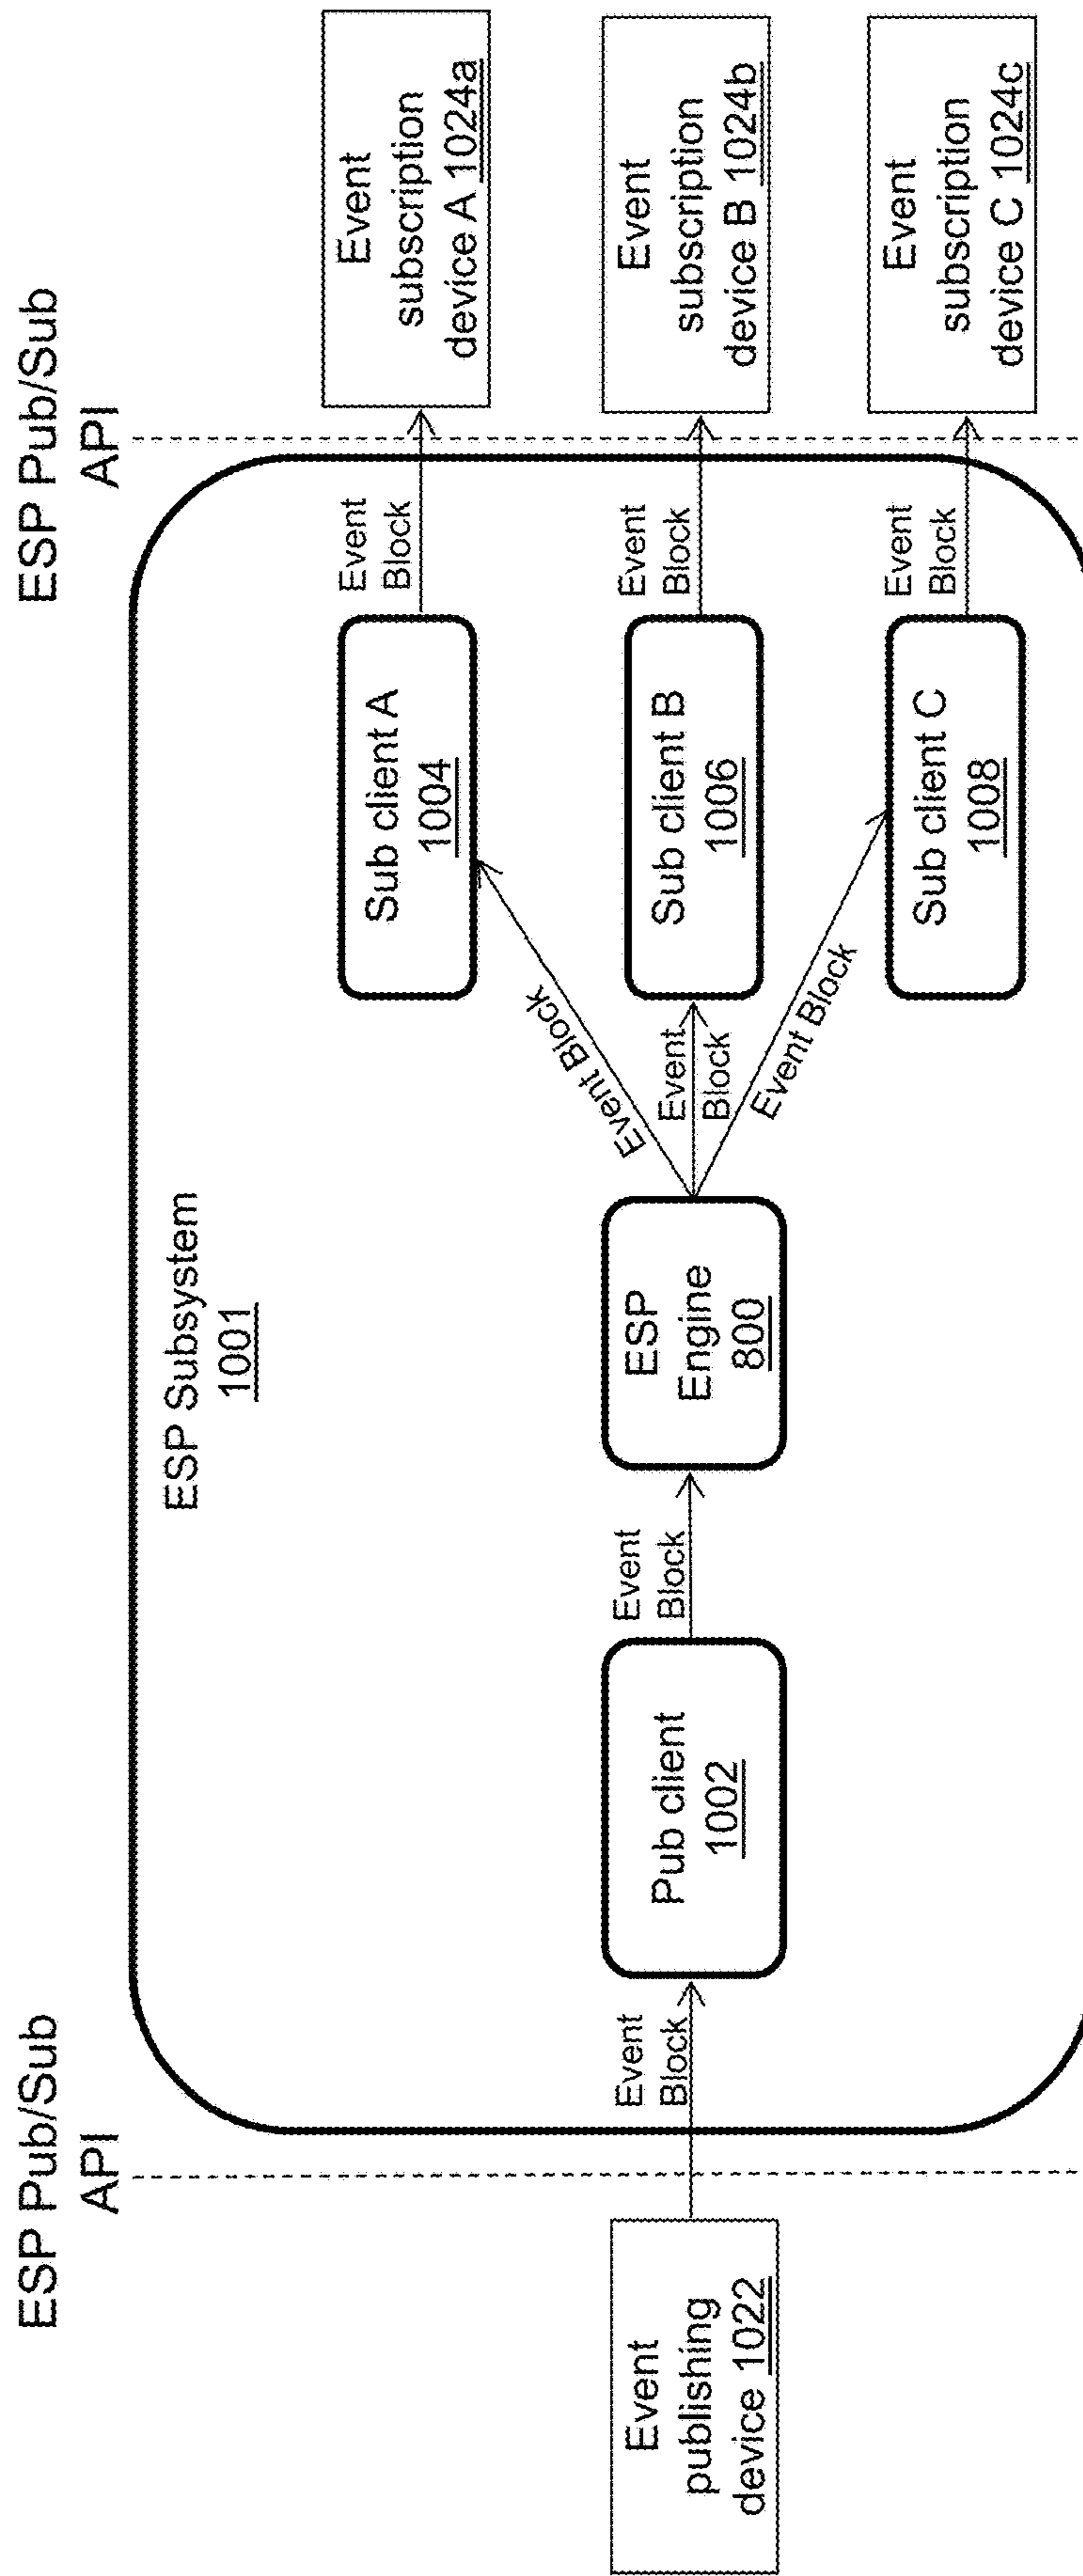 ESP Pub/Sub
API
ESP Pub/Sub
API
ESP Subsystem
1001
Event
publishing
device 1022
Event
Block
Pub client
1002
Event
Block
ESP
Engine
800
Event Block
Event
Block
Event Block
Sub client A
1004
Sub client B
1006
Sub client C
1008
Event
Block
Event
Block
Event
Block
Event
subscription
device A 1024a
Event
subscription
device B 1024b
Event
subscription
device C 1024c